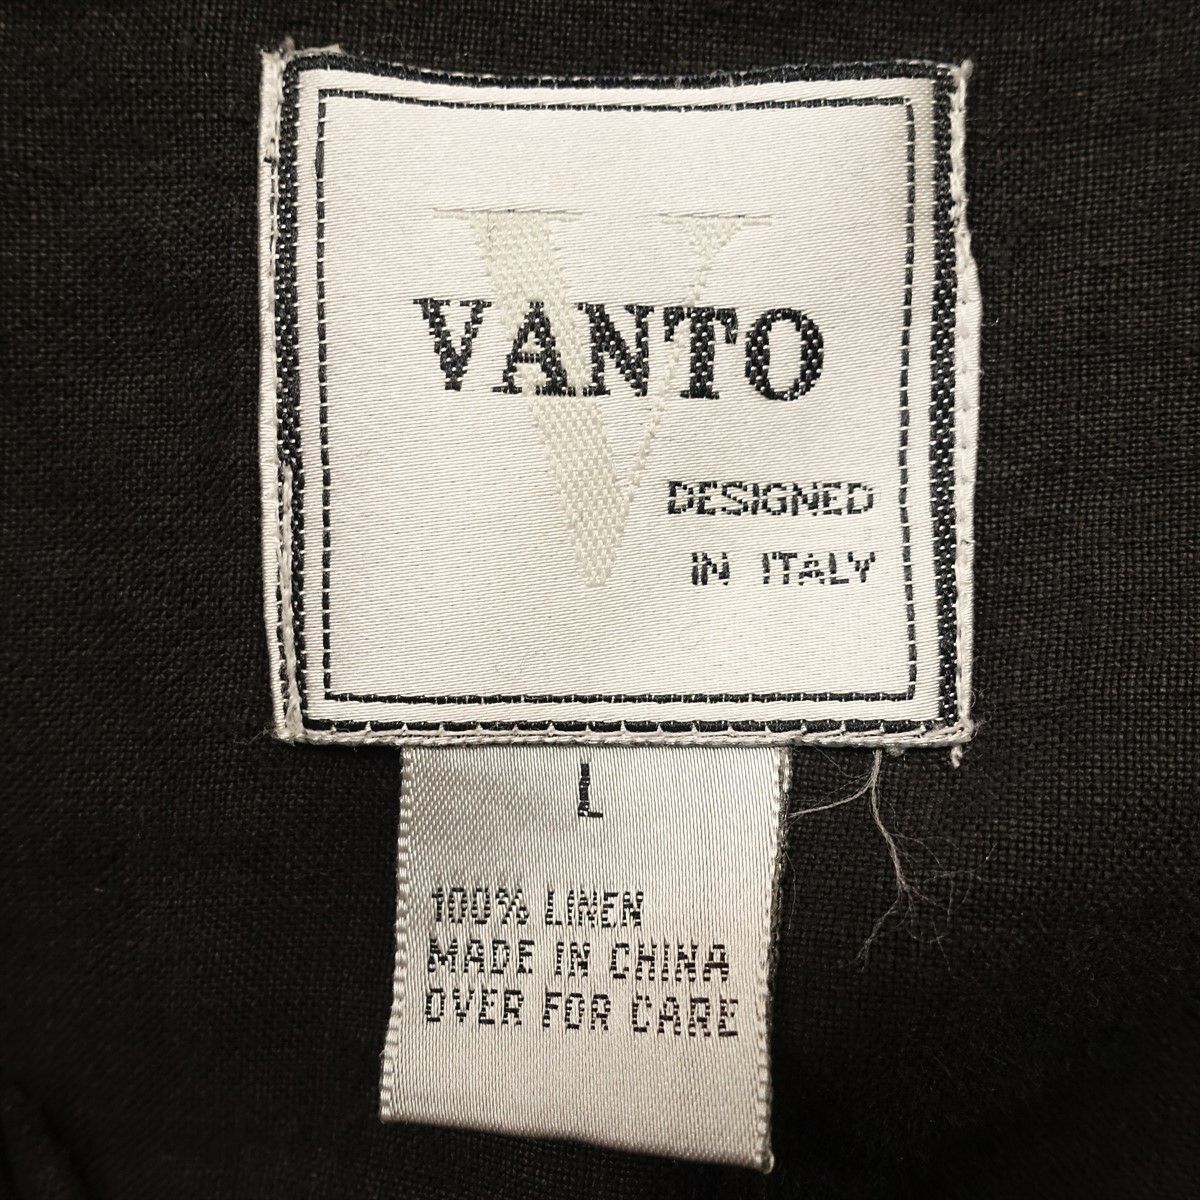 V
VANTO
DESIGNED
IN ITALY
L
100% LINEN
MADE IN CHINA
OVER FOR CARE